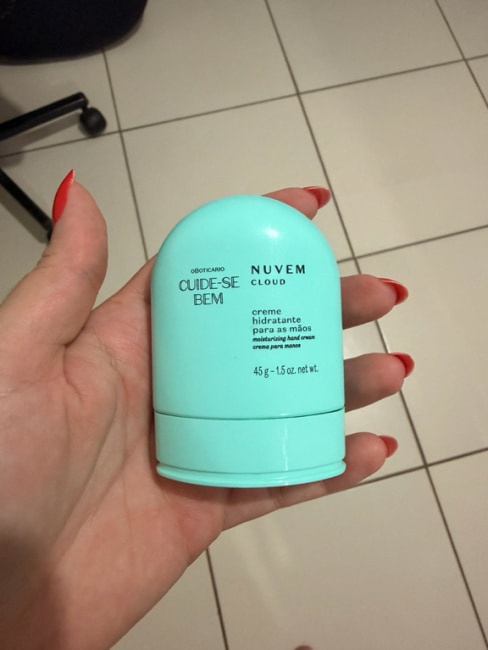 oBOTICÁRIO
CUIDE-SE
BEM
NUVEM
CLOUD
creme
hidratante
para as mãos
moisturizing hand cream
crema para manos
45 g - 1.5 oz. net wt.